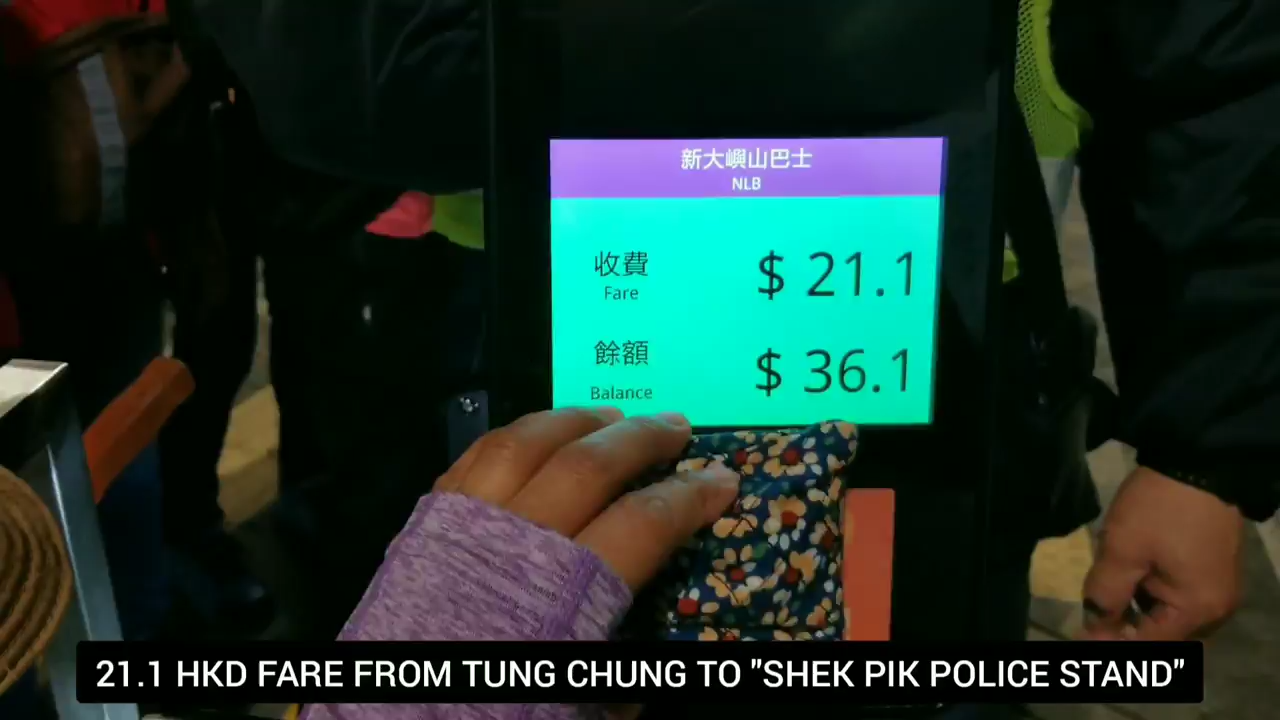 新大嶼山巴士
NLB
收費 $ 21.1
Fare
餘額 $ 36.1
Balance
21.1 HKD FARE FROM TUNG CHUNG TO "SHEK PIK POLICE STAND"